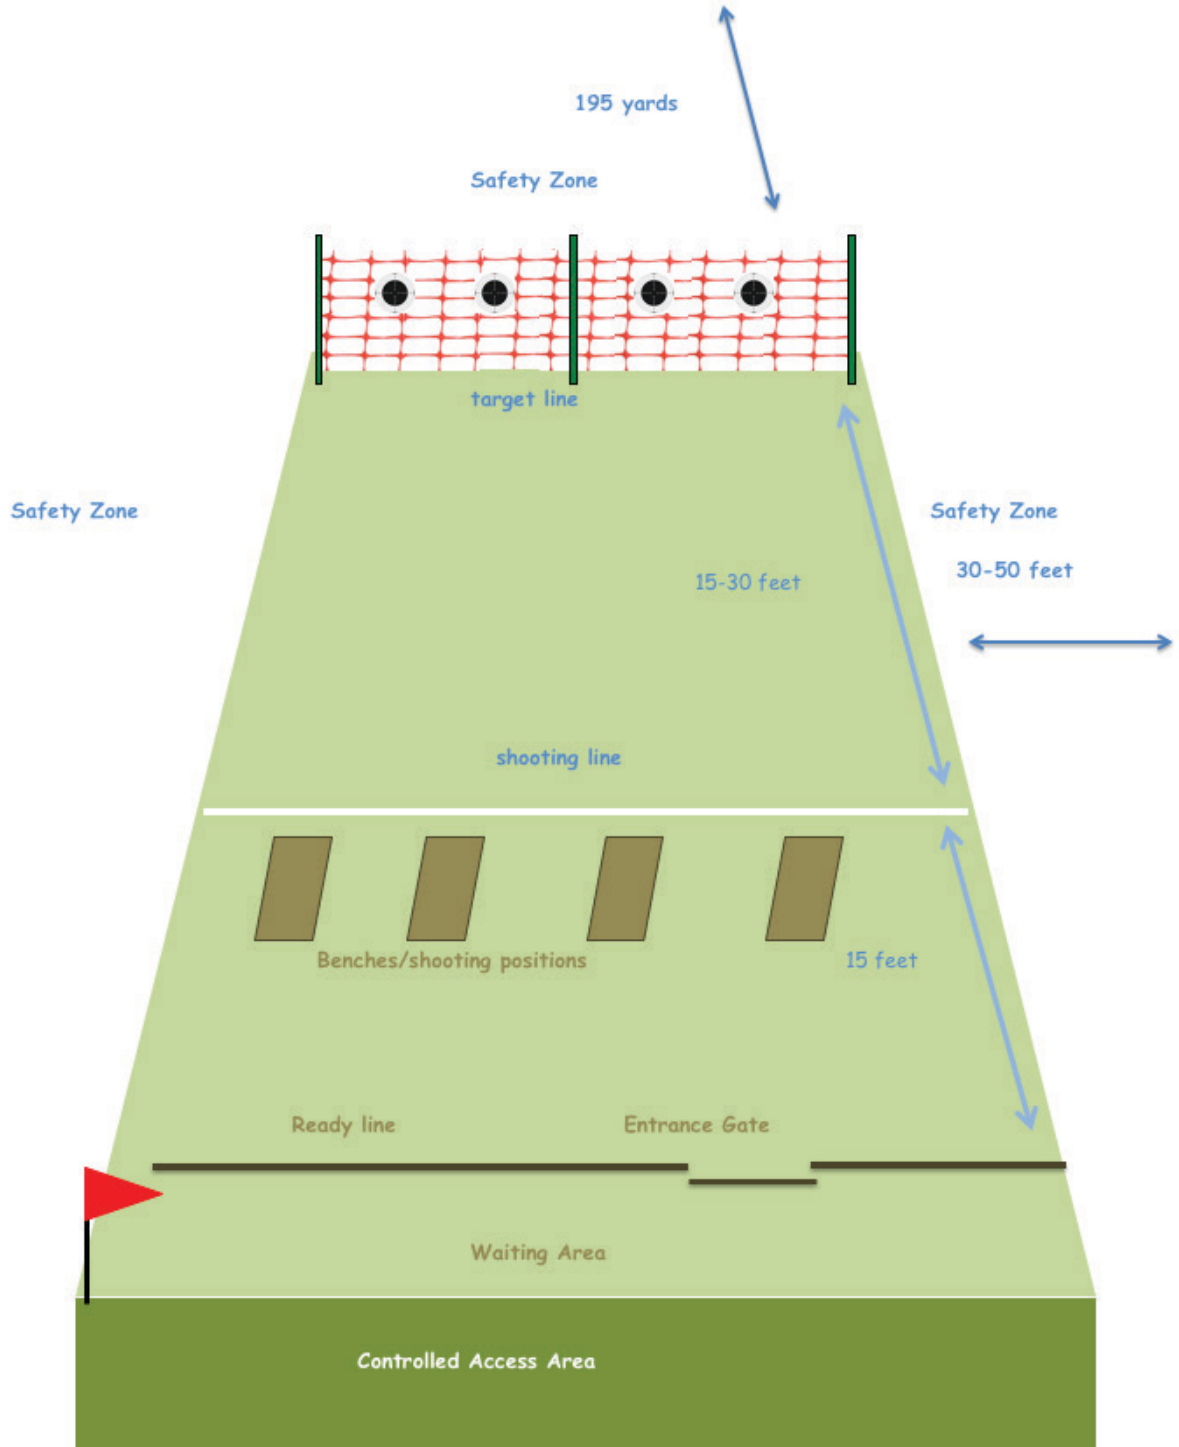 195 yards
Safety Zone
target line
Safety Zone
Safety Zone
30-50 feet
15-30 feet
shooting line
Benches/shooting positions
15 feet
Ready line
Entrance Gate
Waiting Area
Controlled Access Area